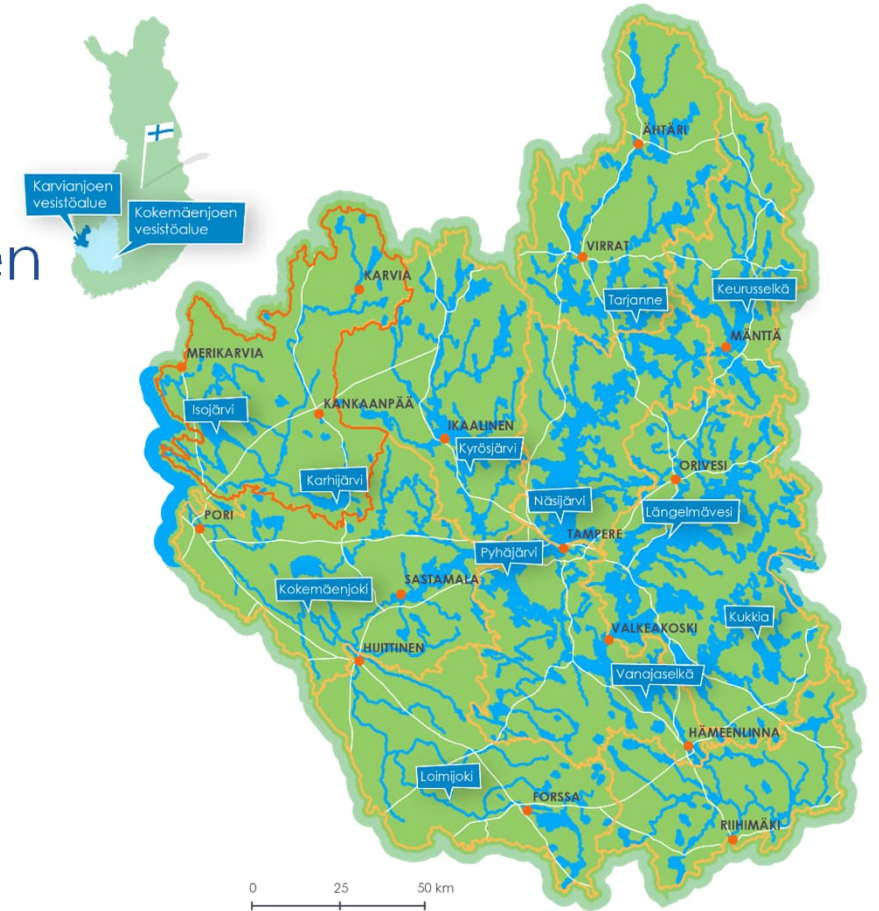 Karvianjoen
vesistöalue
Kokemäenjoen
vesistöalue
en
ÄHTÄRI
VIRRAT
KARVIA
Tarjanne
Keurusselkä
MÄNTTÄ
MERIKARVIA
Isojärvi
KANKAANPÄÄ
IKAALINEN
Kyrösjärvi
ORIVESI
Karhijärvi
Näsijärvi
Längelmävesi
PORI
TAMPERE
Pyhäjärvi
Kokemäenjoki
SASTAMALA
Kukkia
VALKEAKOSKI
HUITTINEN
Vanajaselkä
HÄMEENLINNA
Loimijoki
FORSSA
RIIHIMÄKI
0 25 50 km